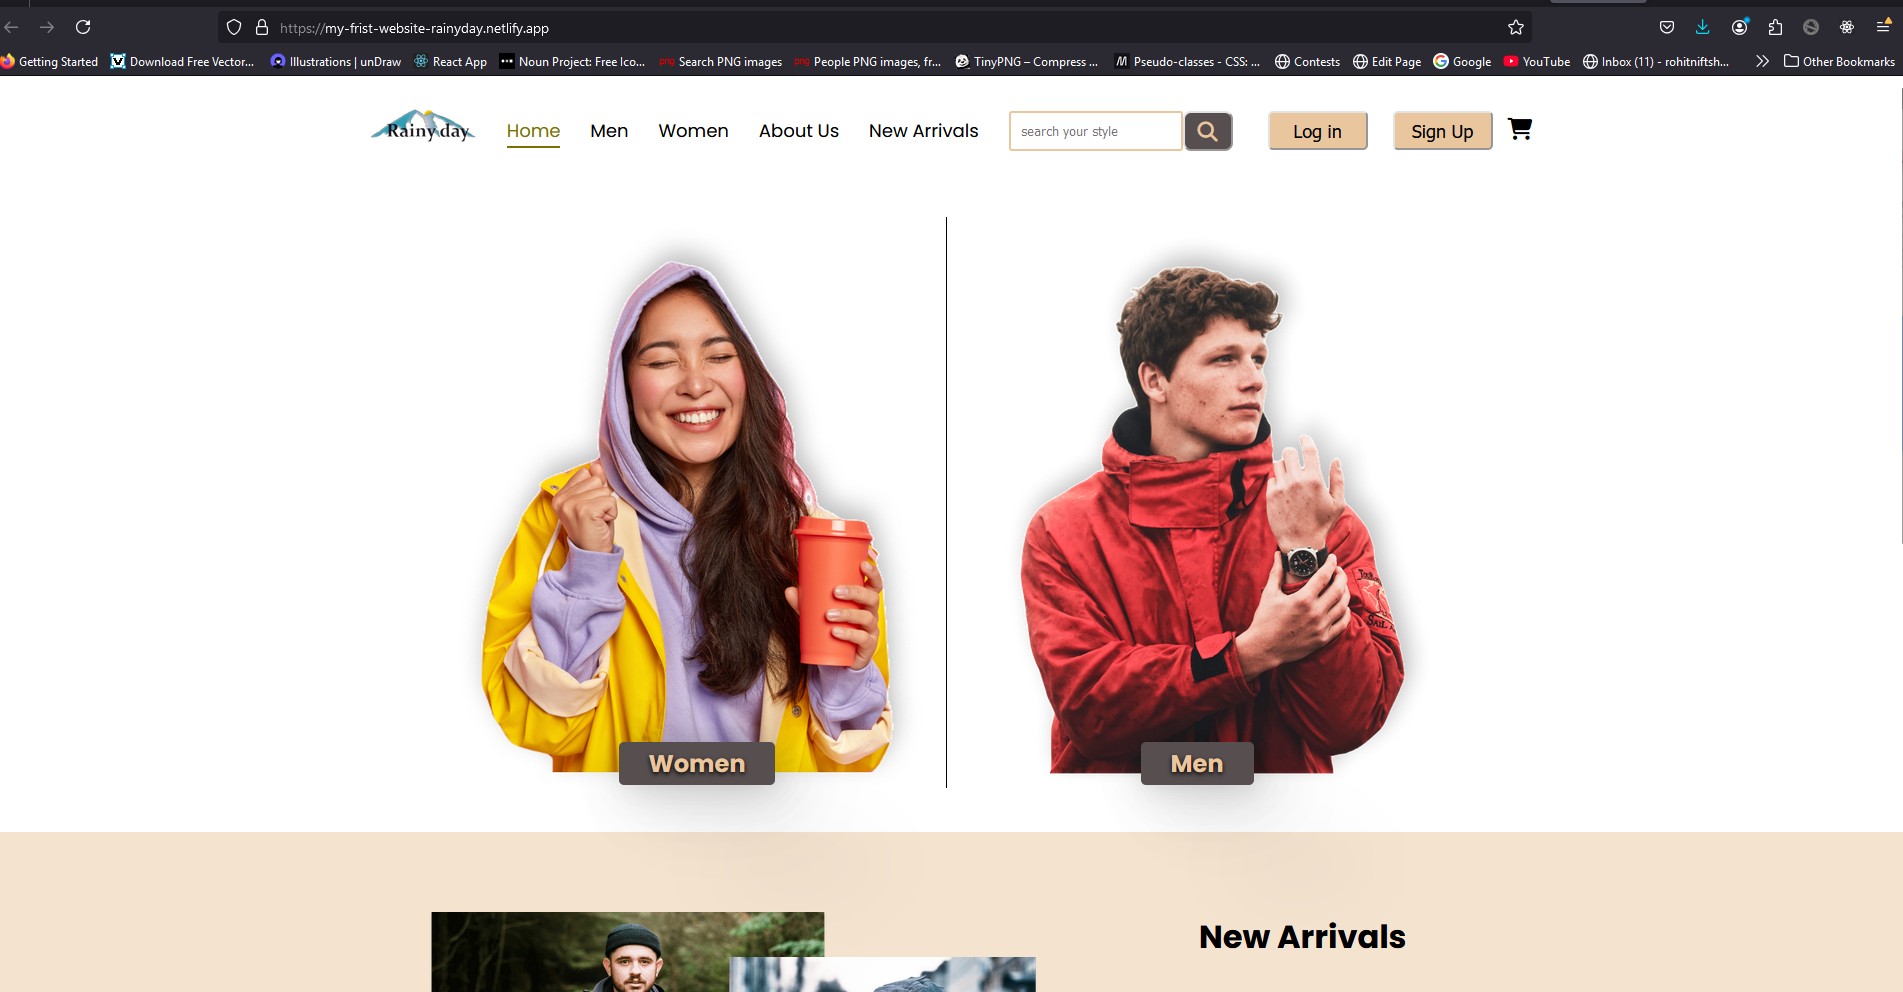 https://my-frist-website-rainyday.netlify.app
Getting Started Download Free Vector... Illustrations | unDraw React App Noun Project: Free Ico... png Search PNG images png People PNG images, fr... TinyPNG – Compress ... M Pseudo-classes - CSS: ... Contests Edit Page Google YouTube Inbox (11) - rohitniftsh... Other Bookmarks
Rainy day Home Men Women About Us New Arrivals search your style Log in Sign Up
Women Men
New Arrivals